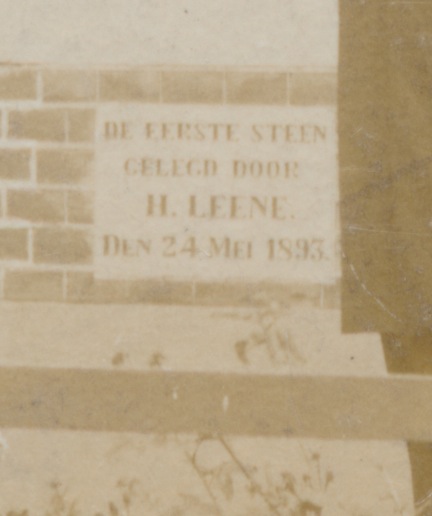 DE EERSTE STEEN
GELEGD DOOR
H. LEENE.
DEN 24 MEI 1893.